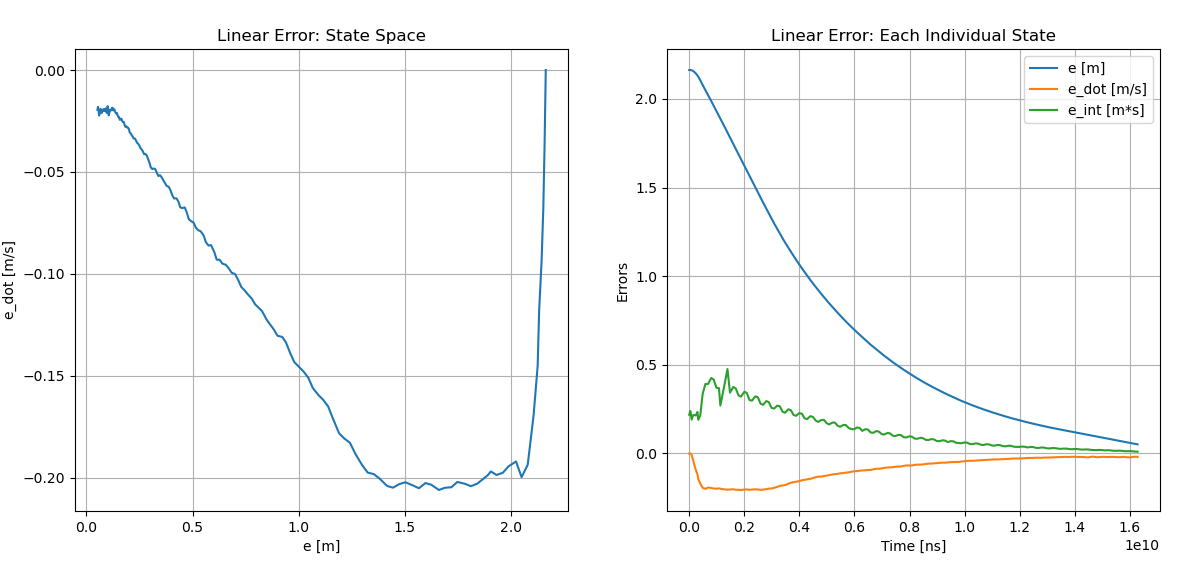 Linear Error: State Space
0.00
−0.05
−0.10
−0.15
−0.20
e_dot [m/s]
0.0
0.5
1.0
1.5
2.0
e [m]
Linear Error: Each Individual State
e [m]
e_dot [m/s]
e_int [m*s]
2.0
1.5
1.0
0.5
0.0
Errors
0.0
0.2
0.4
0.6
0.8
1.0
1.2
1.4
1.6
1e10
Time [ns]